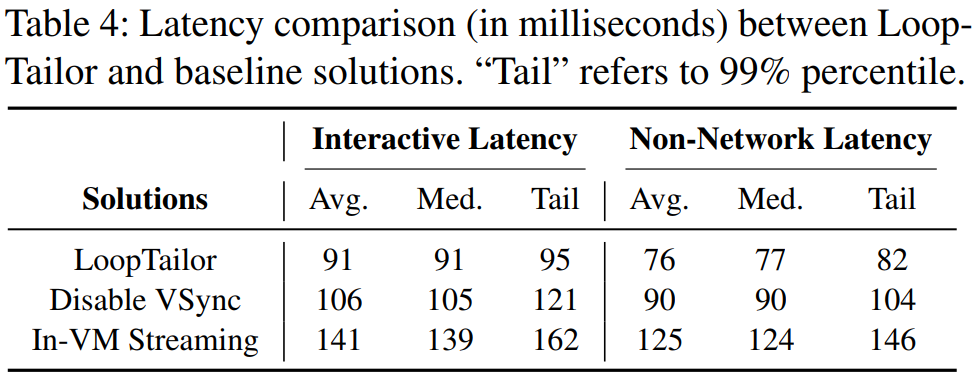 Table 4: Latency comparison (in milliseconds) between Loop-
Tailor and baseline solutions. “Tail” refers to 99% percentile.
Interactive Latency Non-Network Latency
Solutions Avg. Med. Tail Avg. Med. Tail
LoopTailor 91 91 95 76 77 82
Disable VSync 106 105 121 90 90 104
In-VM Streaming 141 139 162 125 124 146